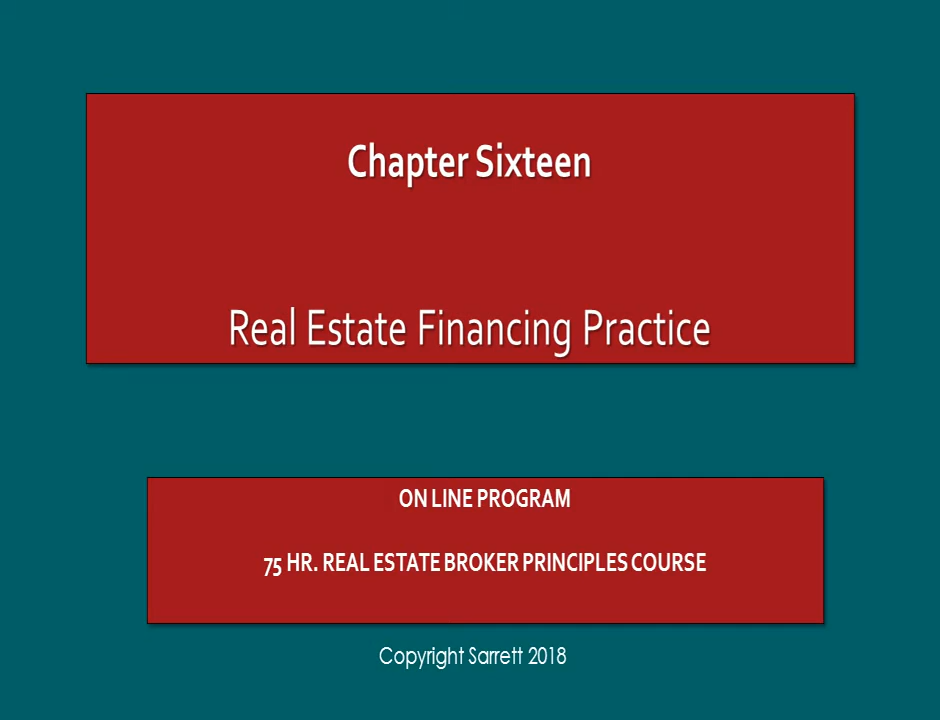 Chapter Sixteen
Real Estate Financing Practice
ON LINE PROGRAM
75 HR. REAL ESTATE BROKER PRINCIPLES COURSE
Copyright Sarrett 2018